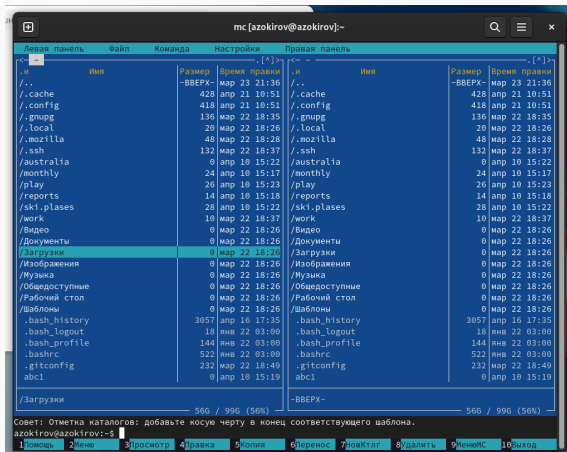 mc [azokirov@azokirov]:~
Левая панель Файл Команда Настройки Правая панель
<— ~ —.[^]> <— ~ —.[^]>
.и Имя Размер Время правки .и Имя Размер Время правки
/.. -ВВЕРХ- мар 23 21:36 /.. -ВВЕРХ- мар 23 21:36
/.cache 428 апр 21 10:51 /.cache 428 апр 21 10:51
/.config 418 апр 21 10:51 /.config 418 апр 21 10:51
/.gnupg 136 мар 22 18:35 /.gnupg 136 мар 22 18:35
/.local 20 мар 22 18:26 /.local 20 мар 22 18:26
/.mozilla 48 мар 22 18:28 /.mozilla 48 мар 22 18:28
/.ssh 132 мар 22 18:37 /.ssh 132 мар 22 18:37
/australia 0 апр 10 15:22 /australia 0 апр 10 15:22
/monthly 24 апр 10 15:17 /monthly 24 апр 10 15:17
/play 26 апр 10 15:23 /play 26 апр 10 15:23
/reports 14 апр 10 15:18 /reports 14 апр 10 15:18
/ski.plases 28 апр 10 15:22 /ski.plases 28 апр 10 15:22
/work 10 мар 22 18:37 /work 10 мар 22 18:37
/Видео 0 мар 22 18:26 /Видео 0 мар 22 18:26
/Документы 0 мар 22 18:26 /Документы 0 мар 22 18:26
/Загрузки 0 мар 22 18:26 /Загрузки 0 мар 22 18:26
/Изображения 0 мар 22 18:26 /Изображения 0 мар 22 18:26
/Музыка 0 мар 22 18:26 /Музыка 0 мар 22 18:26
/Общедоступные 0 мар 22 18:26 /Общедоступные 0 мар 22 18:26
/Рабочий стол 0 мар 22 18:26 /Рабочий стол 0 мар 22 18:26
/Шаблоны 0 мар 22 18:26 /Шаблоны 0 мар 22 18:26
.bash_history 3057 апр 16 17:35 .bash_history 3057 апр 16 17:35
.bash_logout 18 янв 22 03:00 .bash_logout 18 янв 22 03:00
.bash_profile 144 янв 22 03:00 .bash_profile 144 янв 22 03:00
.bashrc 522 янв 22 03:00 .bashrc 522 янв 22 03:00
.gitconfig 232 мар 22 18:49 .gitconfig 232 мар 22 18:49
abc1 0 апр 10 15:19 abc1 0 апр 10 15:19
/Загрузки -ВВЕРХ-
56G / 99G (56%) 56G / 99G (56%)
Совет: Отметка каталогов: добавьте косую черту в конец соответствующего шаблона.
azokirov@azokirov:~$
1Помощь 2Меню 3Просмотр 4Правка 5Копия 6Перенос 7НовКтлг 8Удалить 9МенюMC 10Выход